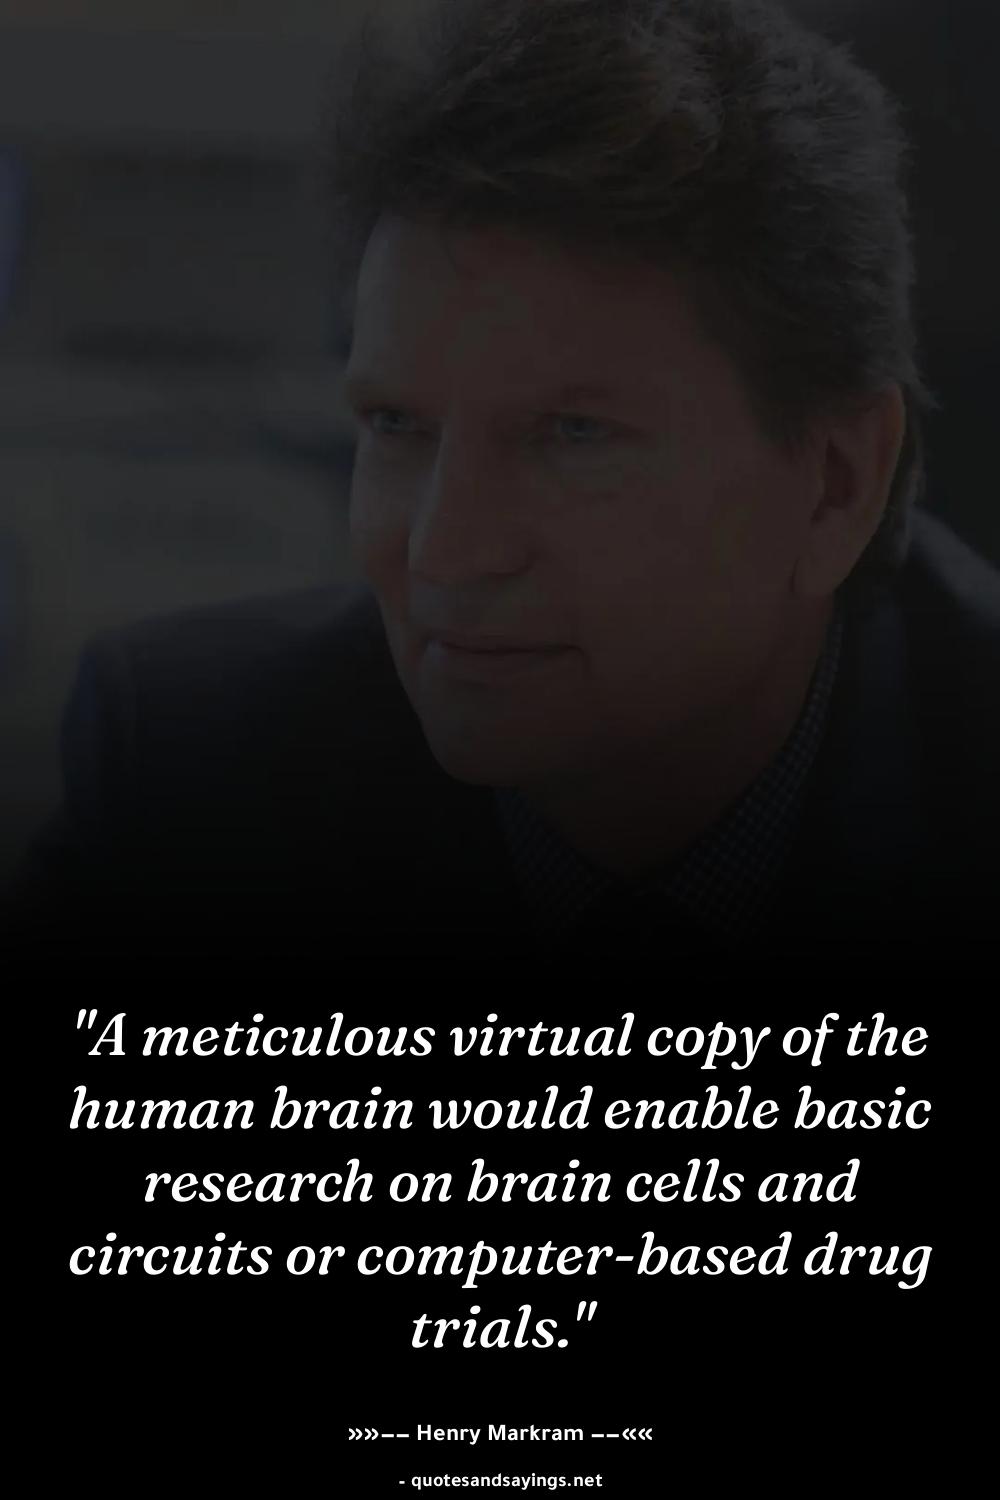 "A meticulous virtual copy of the
human brain would enable basic
research on brain cells and
circuits or computer-based drug
trials."
»»−− Henry Markram −−««
- quotesandsayings.net